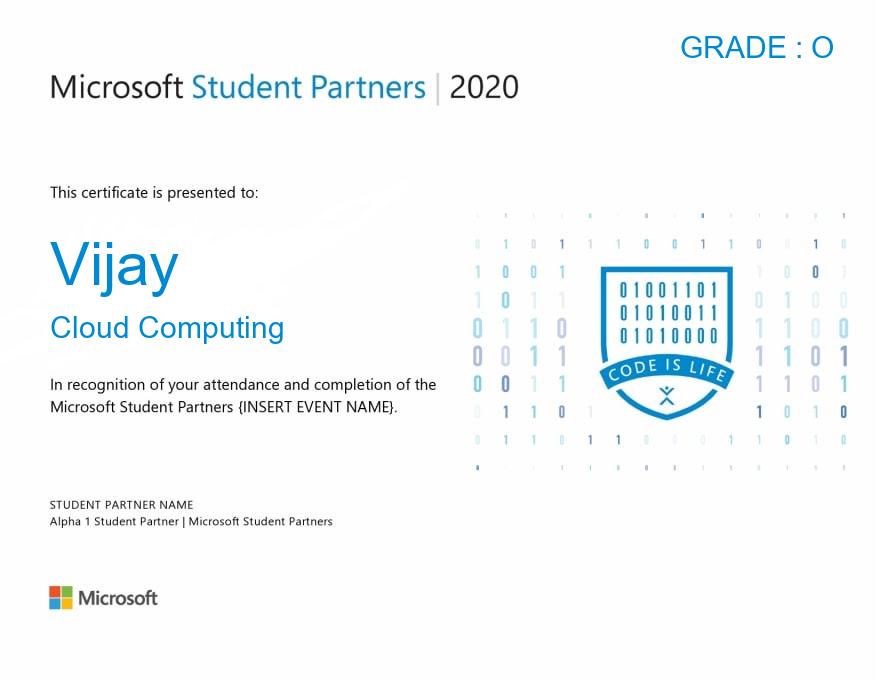 GRADE : O
Microsoft Student Partners | 2020
This certificate is presented to:
Vijay
Cloud Computing
In recognition of your attendance and completion of the
Microsoft Student Partners {INSERT EVENT NAME}.
01001101
01010011
01010000
CODE IS LIFE
STUDENT PARTNER NAME
Alpha 1 Student Partner | Microsoft Student Partners
Microsoft